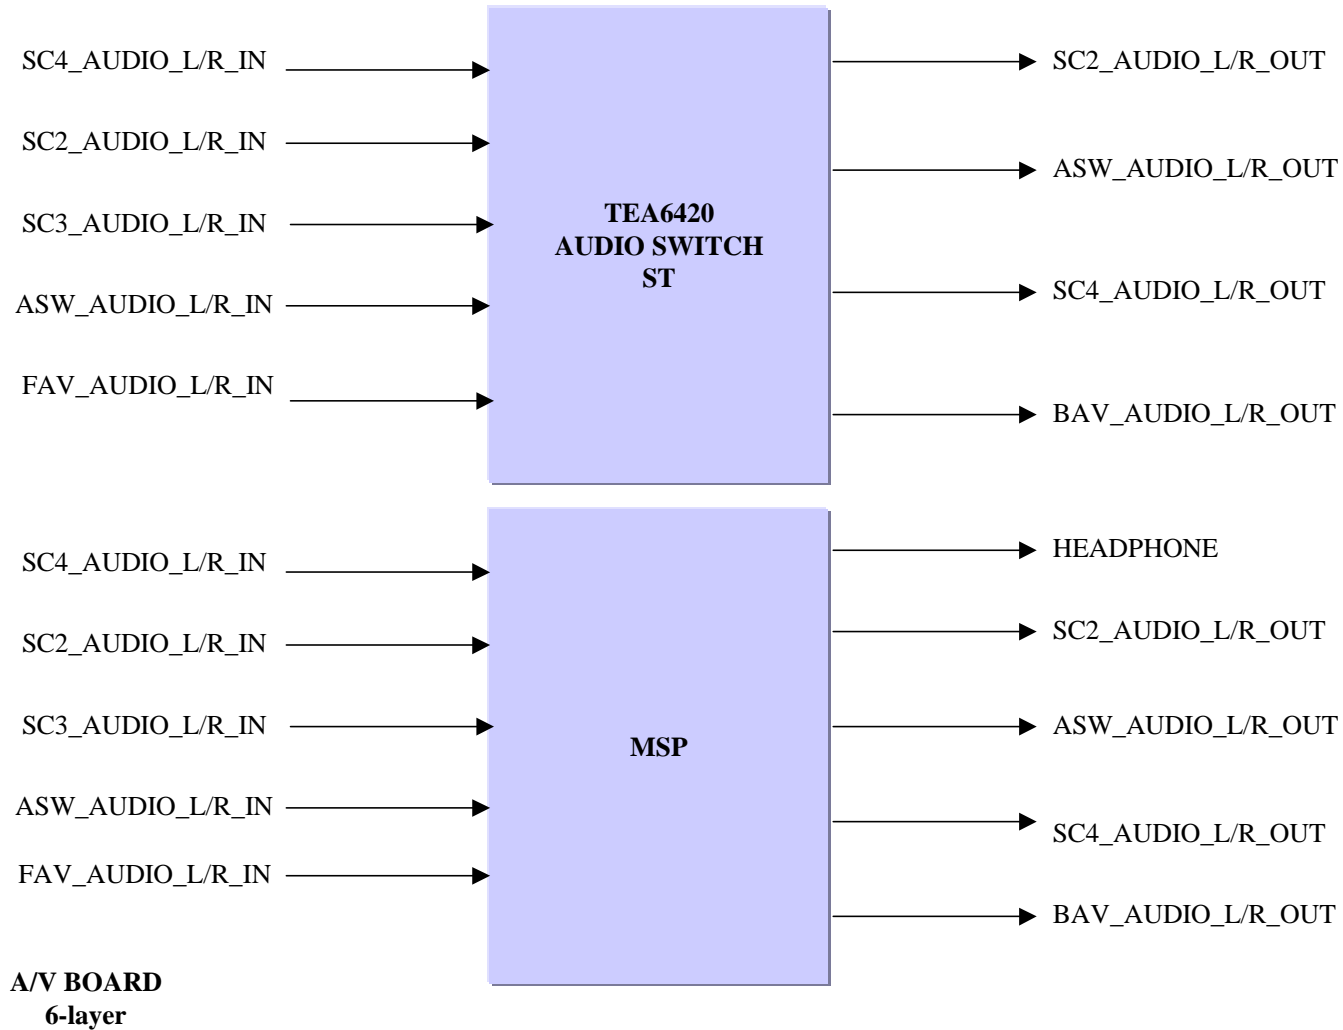 SC4_AUDIO_L/R_IN
SC2_AUDIO_L/R_IN
SC3_AUDIO_L/R_IN
ASW_AUDIO_L/R_IN
FAV_AUDIO_L/R_IN
TEA6420
AUDIO SWITCH
ST
SC2_AUDIO_L/R_OUT
ASW_AUDIO_L/R_OUT
SC4_AUDIO_L/R_OUT
BAV_AUDIO_L/R_OUT
SC4_AUDIO_L/R_IN
SC2_AUDIO_L/R_IN
SC3_AUDIO_L/R_IN
ASW_AUDIO_L/R_IN
FAV_AUDIO_L/R_IN
MSP
HEADPHONE
SC2_AUDIO_L/R_OUT
ASW_AUDIO_L/R_OUT
SC4_AUDIO_L/R_OUT
BAV_AUDIO_L/R_OUT
A/V BOARD
6-layer